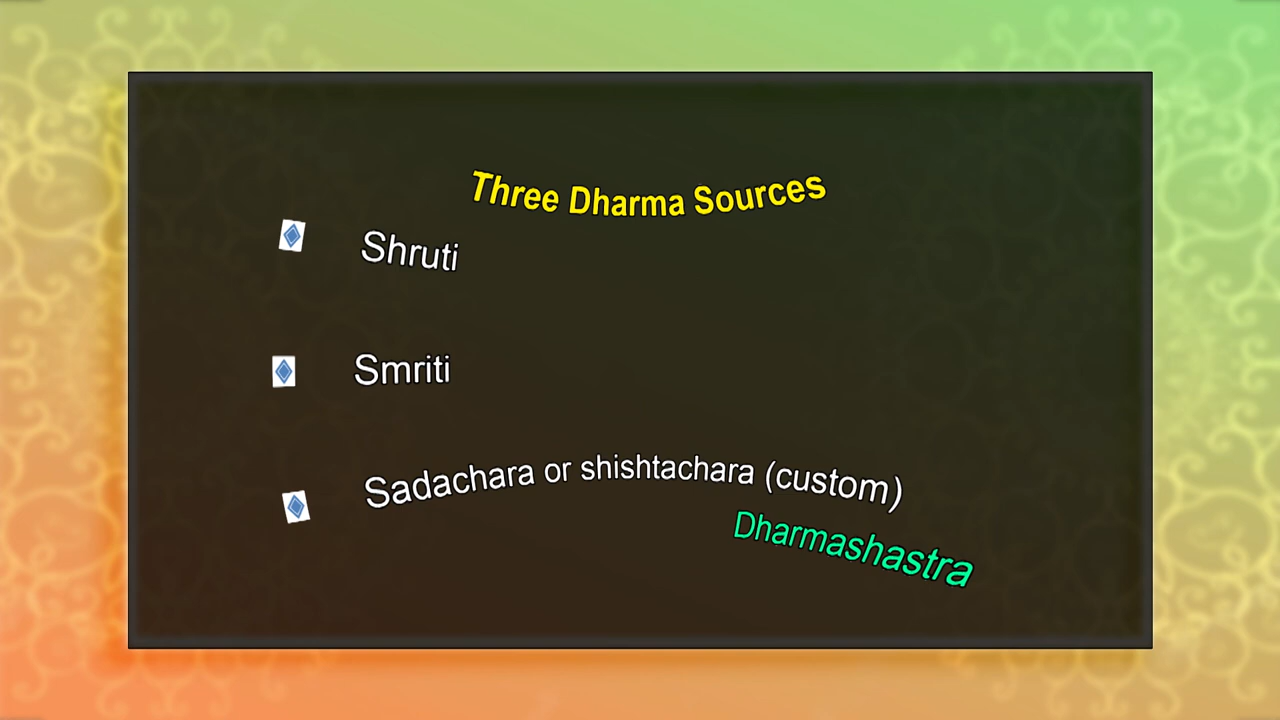 Three Dharma Sources
Shruti
Smriti
Sadachara or shishtachara (custom)
Dharmashastra